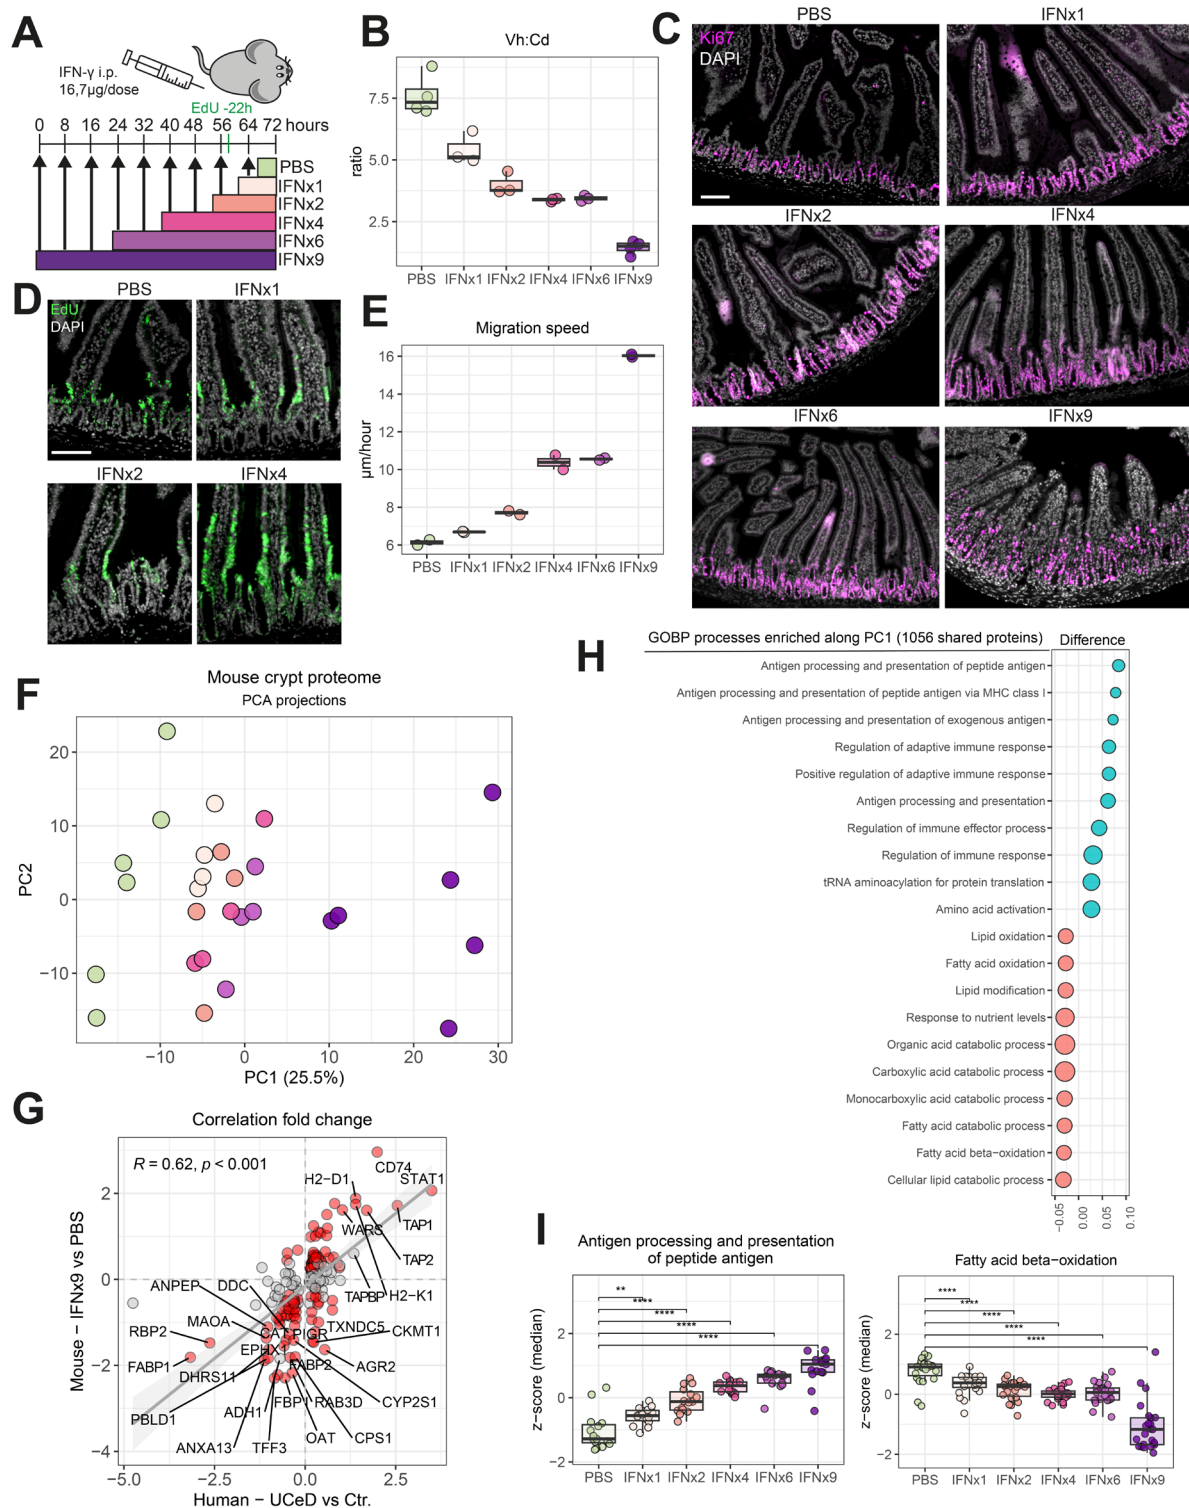 A
IFN-γ i.p.
16,7µg/dose
EdU -22h
0 8 16 24 32 40 48 56 64 72 hours
PBS
IFNx1
IFNx2
IFNx4
IFNx6
IFNx9
B
Vh:Cd
ratio
7.5
5.0
2.5
PBS IFNx1 IFNx2 IFNx4 IFNx6 IFNx9
C
PBS
IFNx1
Ki67
DAPI
IFNx2
IFNx4
IFNx6
IFNx9
D
PBS
IFNx1
EdU
DAPI
IFNx2
IFNx4
E
Migration speed
µm/hour
16
14
12
10
8
6
PBS IFNx1 IFNx2 IFNx4 IFNx6 IFNx9
F
Mouse crypt proteome
PCA projections
PC2
20
10
0
−10
−10 0 10 20 30
PC1 (25.5%)
G
Correlation fold change
R = 0.62, p < 0.001
Mouse − IFNx9 vs PBS
2
0
−2
−4
CD74
H2−D1
STAT1
WARS
TAP1
TAP2
TAPBP
H2−K1
ANPEP
DDC
MAOA
CAT
PIGR
TXNDC5
CKMT1
RBP2
EPHX1
FABP1
FABP2
AGR2
DHRS11
PBLD1
ADH1
FBP1
RAB3D
CYP2S1
ANXA13
TFF3
OAT
CPS1
−5.0 −2.5 0.0 2.5
Human − UCeD vs Ctr.
H
GOBP processes enriched along PC1 (1056 shared proteins)
Difference
Antigen processing and presentation of peptide antigen
Antigen processing and presentation of peptide antigen via MHC class I
Antigen processing and presentation of exogenous antigen
Regulation of adaptive immune response
Positive regulation of adaptive immune response
Antigen processing and presentation
Regulation of immune effector process
Regulation of immune response
tRNA aminoacylation for protein translation
Amino acid activation
Lipid oxidation
Fatty acid oxidation
Lipid modification
Response to nutrient levels
Organic acid catabolic process
Carboxylic acid catabolic process
Monocarboxylic acid catabolic process
Fatty acid catabolic process
Fatty acid beta−oxidation
Cellular lipid catabolic process
−0.05 0.00 0.05 0.10
I
Antigen processing and presentation
of peptide antigen
z−score (median)
2
0
−2
**
****
****
****
****
PBS IFNx1 IFNx2 IFNx4 IFNx6 IFNx9
Fatty acid beta−oxidation
z−score (median)
2
0
−2
****
****
****
****
****
PBS IFNx1 IFNx2 IFNx4 IFNx6 IFNx9